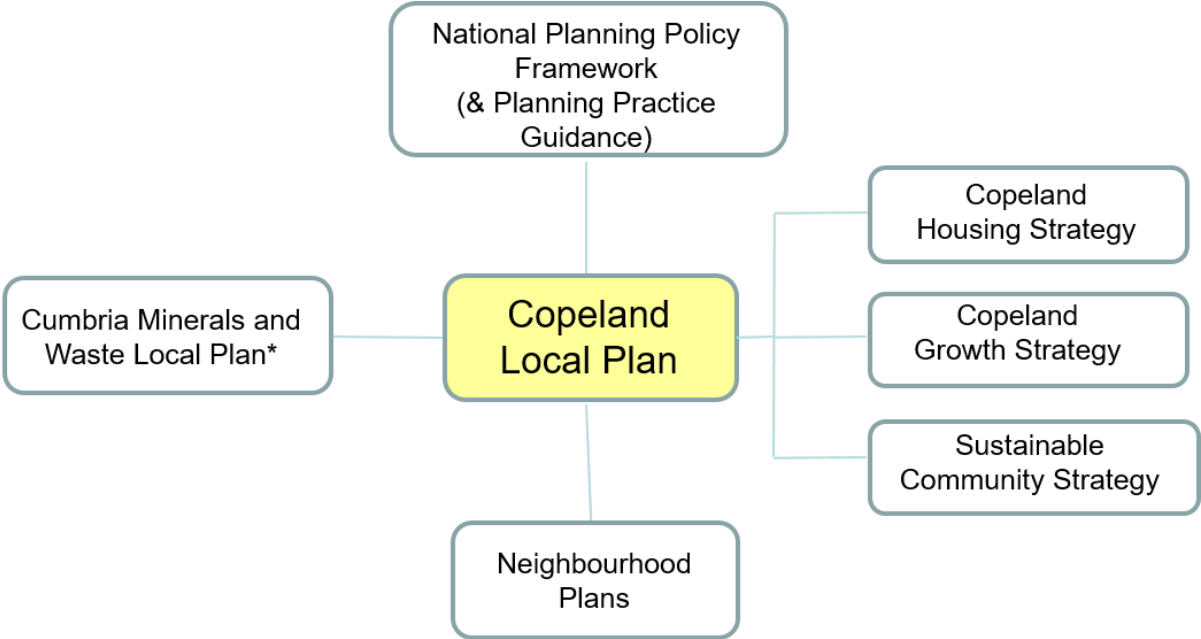 National Planning Policy
Framework
(& Planning Practice
Guidance)
Copeland
Housing Strategy
Cumbria Minerals and
Waste Local Plan*
Copeland
Local Plan
Copeland
Growth Strategy
Sustainable
Community Strategy
Neighbourhood
Plans